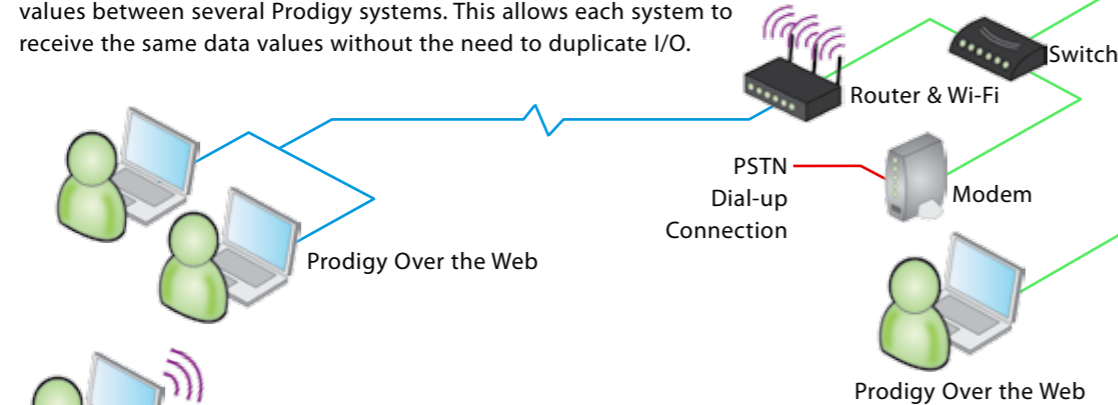 values between several Prodigy systems. This allows each system to
receive the same data values without the need to duplicate I/O.
Switch
Router & Wi-Fi
PSTN
Dial-up
Connection
Modem
Prodigy Over the Web
Prodigy Over the Web